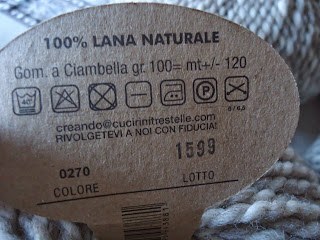 100% LANA NATURALE
Gom. a Ciambella gr. 100= mt+/- 120
creando@cucirinitrestelle.com
RIVOLGETEVI A NOI CON FIDUCIA!
0270 1599
COLORE LOTTO